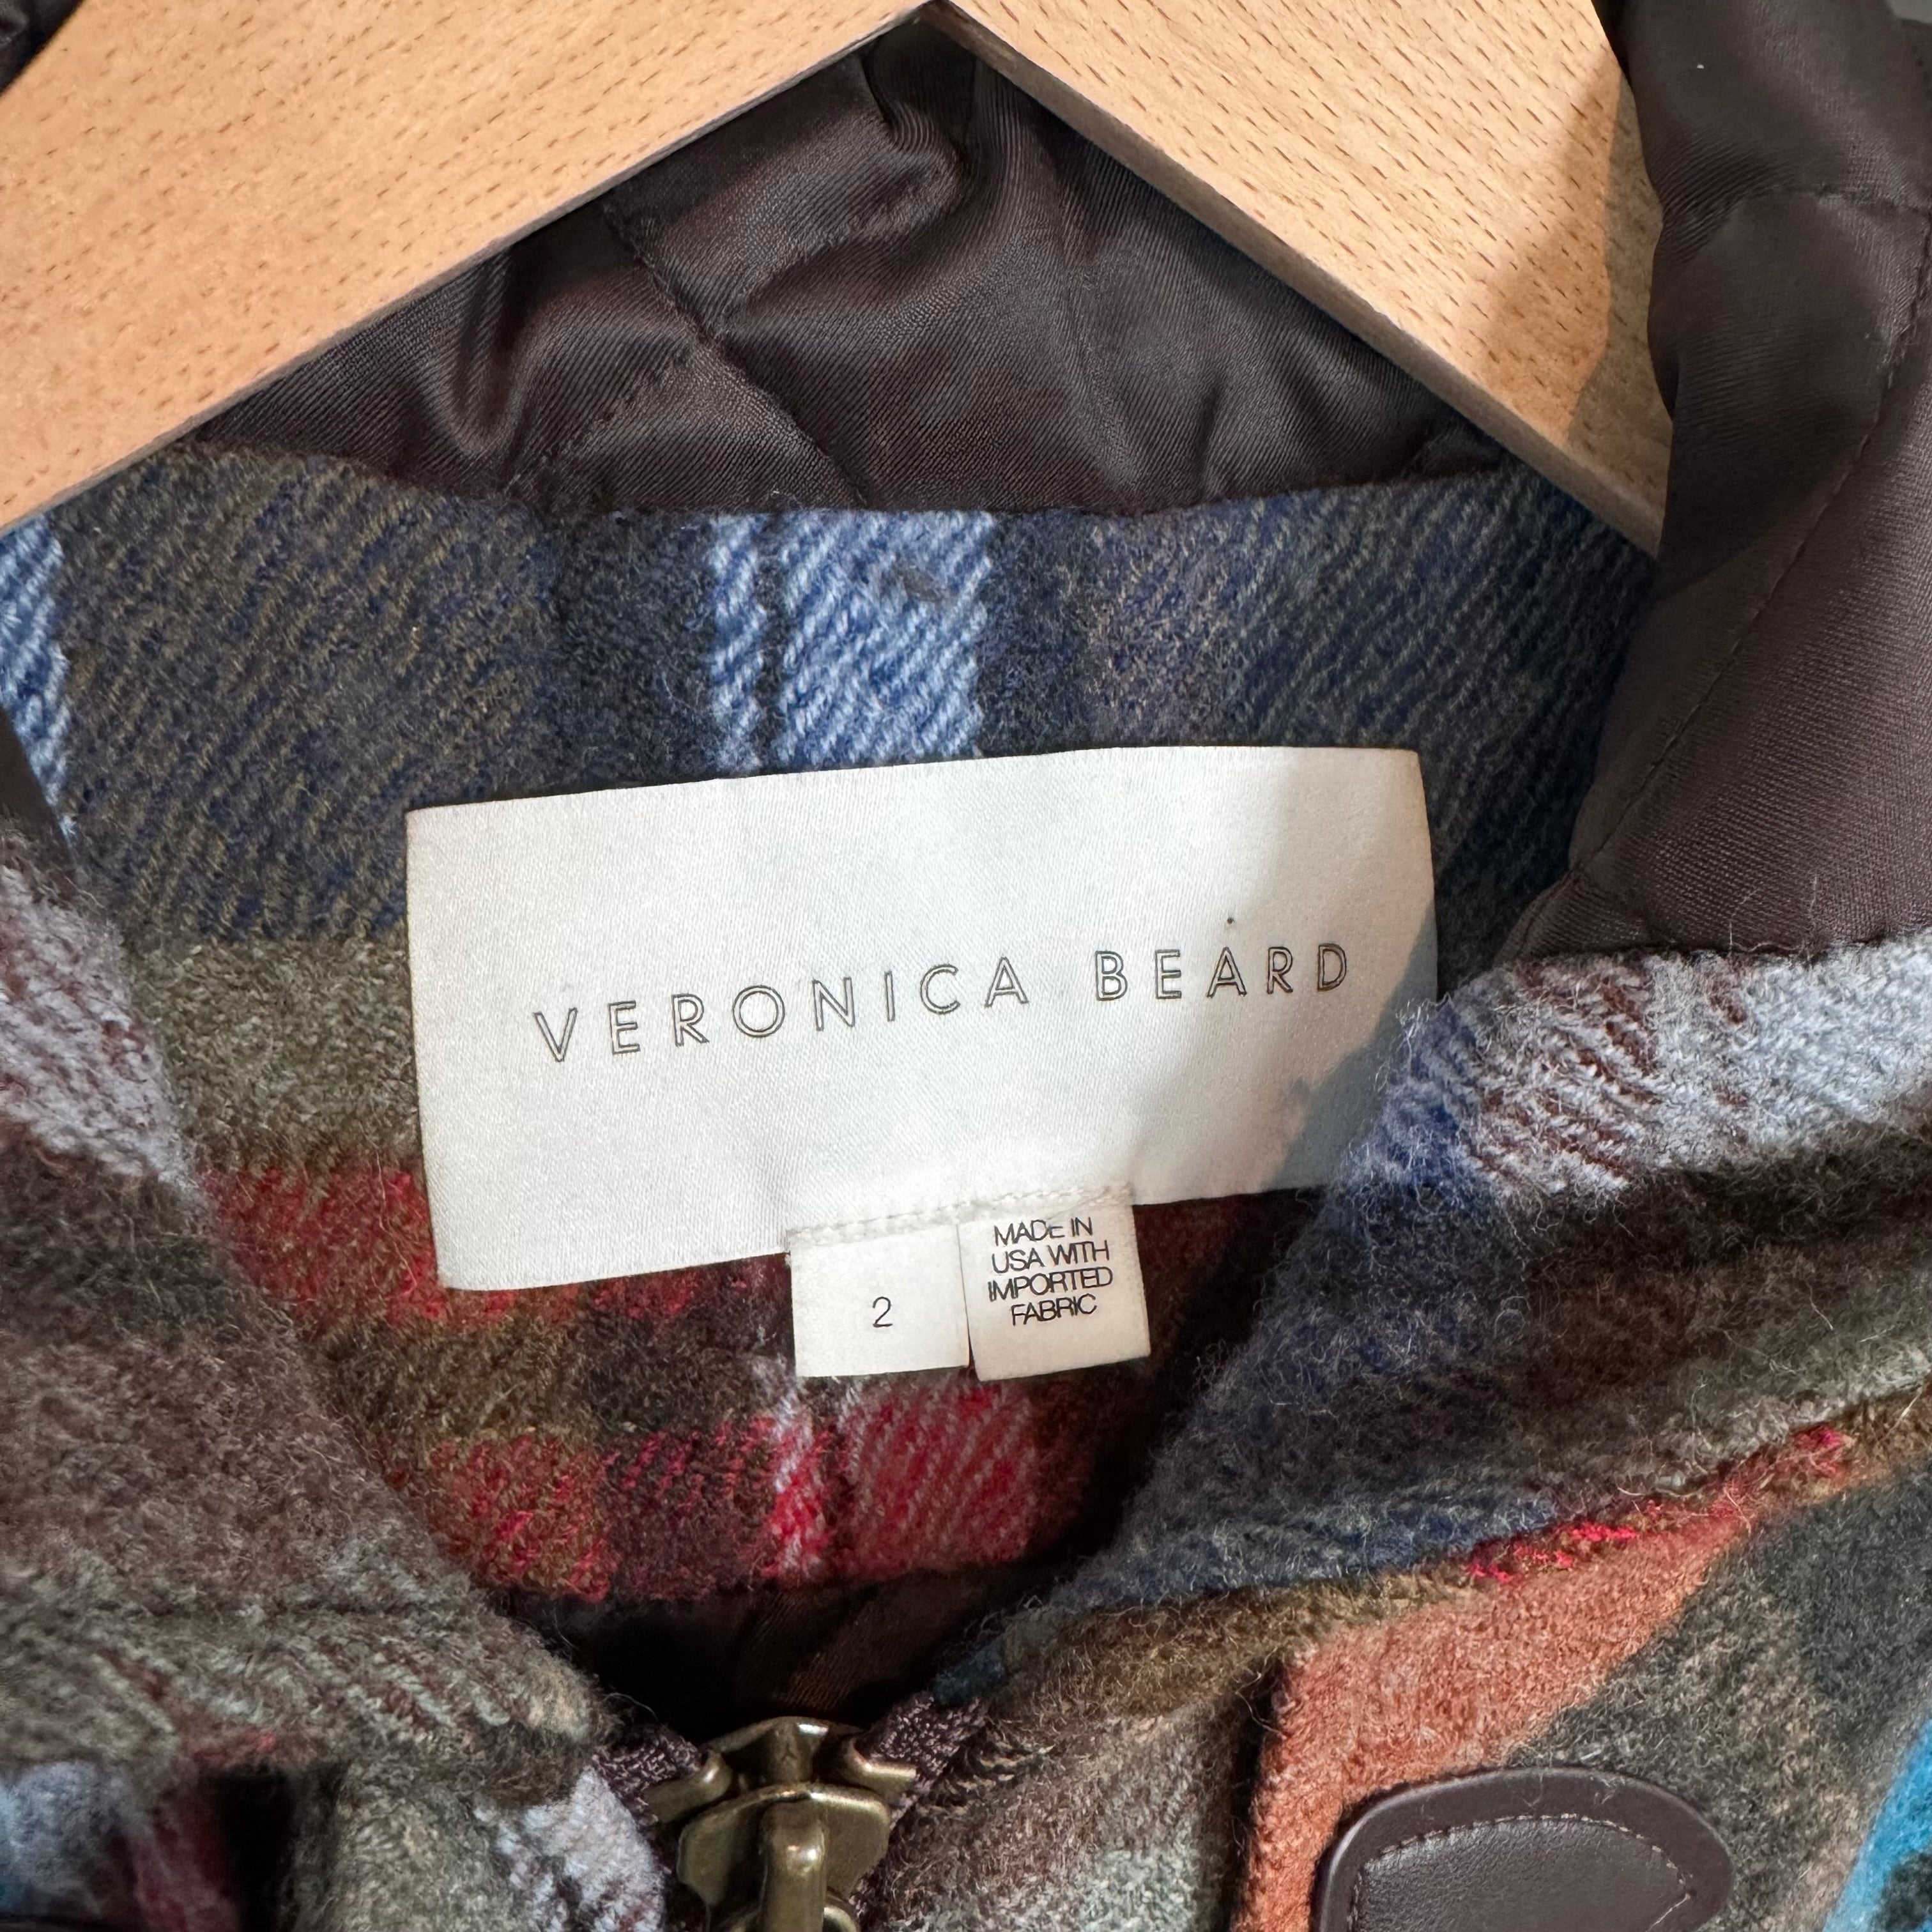 VERONICA BEARD
2
MADE IN
USA WITH
IMPORTED
FABRIC